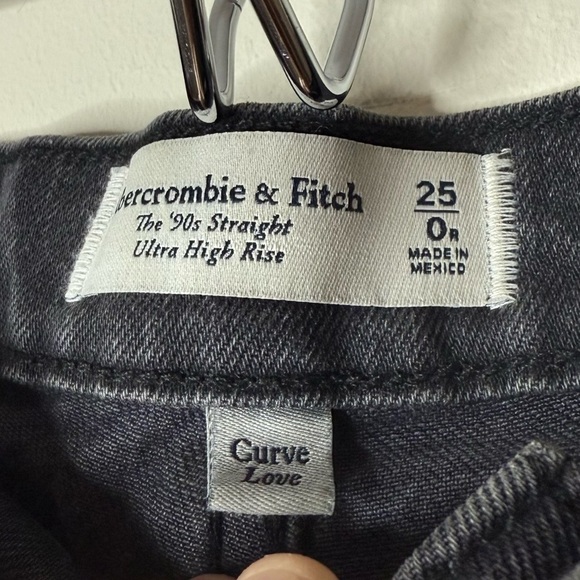 Abercrombie & Fitch
The '90s Straight
Ultra High Rise
25
0R
MADE IN
MEXICO
Curve
Love